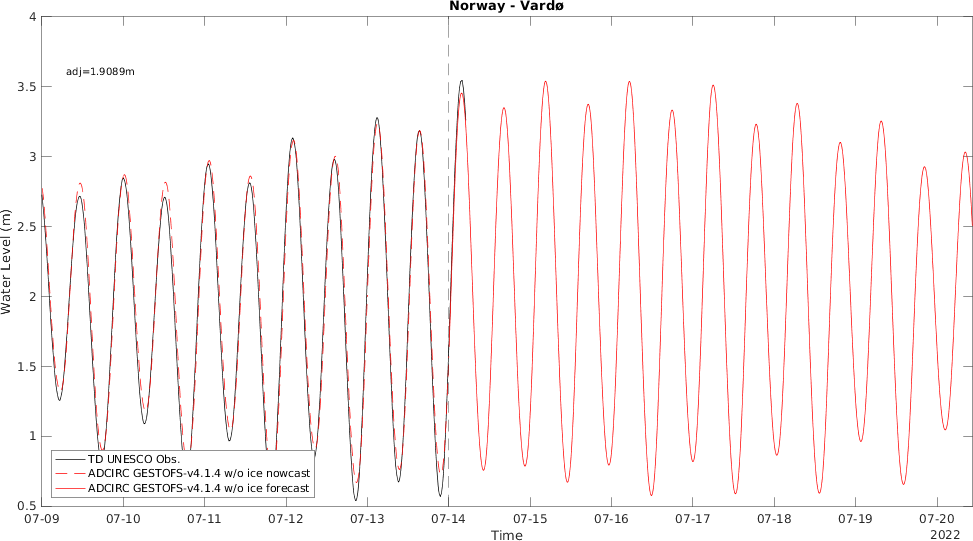 Norway - Vardø
4
adj=1.9089m
3.5
3
2.5
Water Level (m)
2
1.5
1
TD UNESCO Obs.
ADCIRC GESTOFS-v4.1.4 w/o ice nowcast
ADCIRC GESTOFS-v4.1.4 w/o ice forecast
0.5
07-09 07-10 07-11 07-12 07-13 07-14 07-15 07-16 07-17 07-18 07-19 07-20
Time 2022